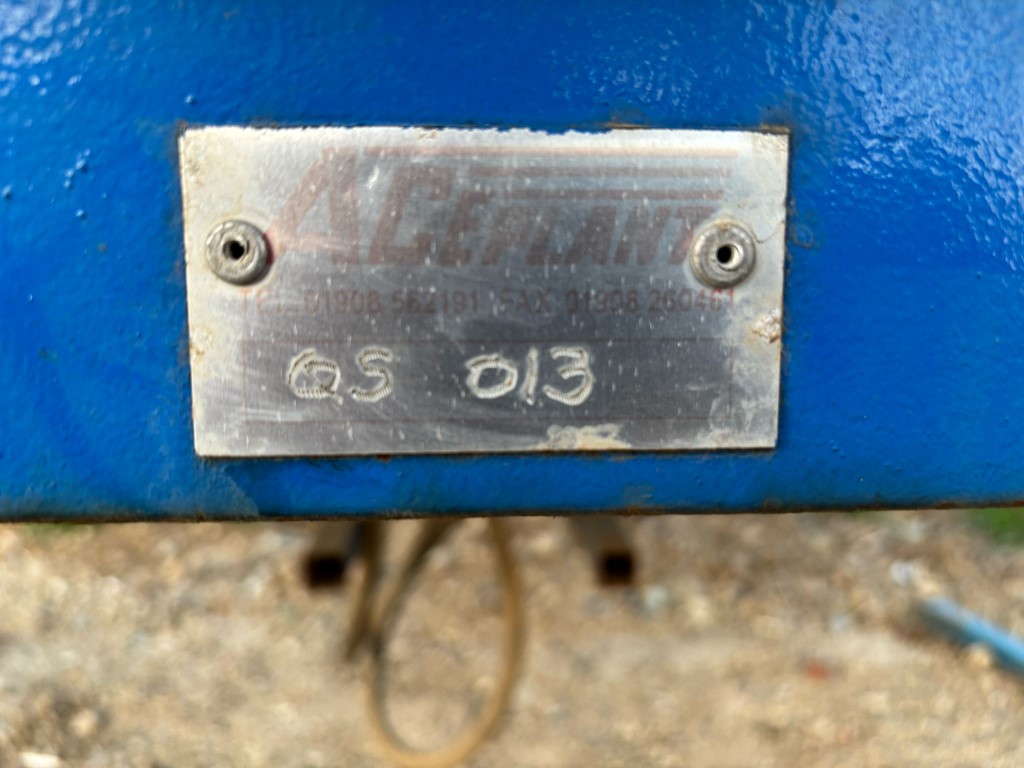 ACEPLANT
TEL 01908 562191 FAX 01908 260461
QS 013